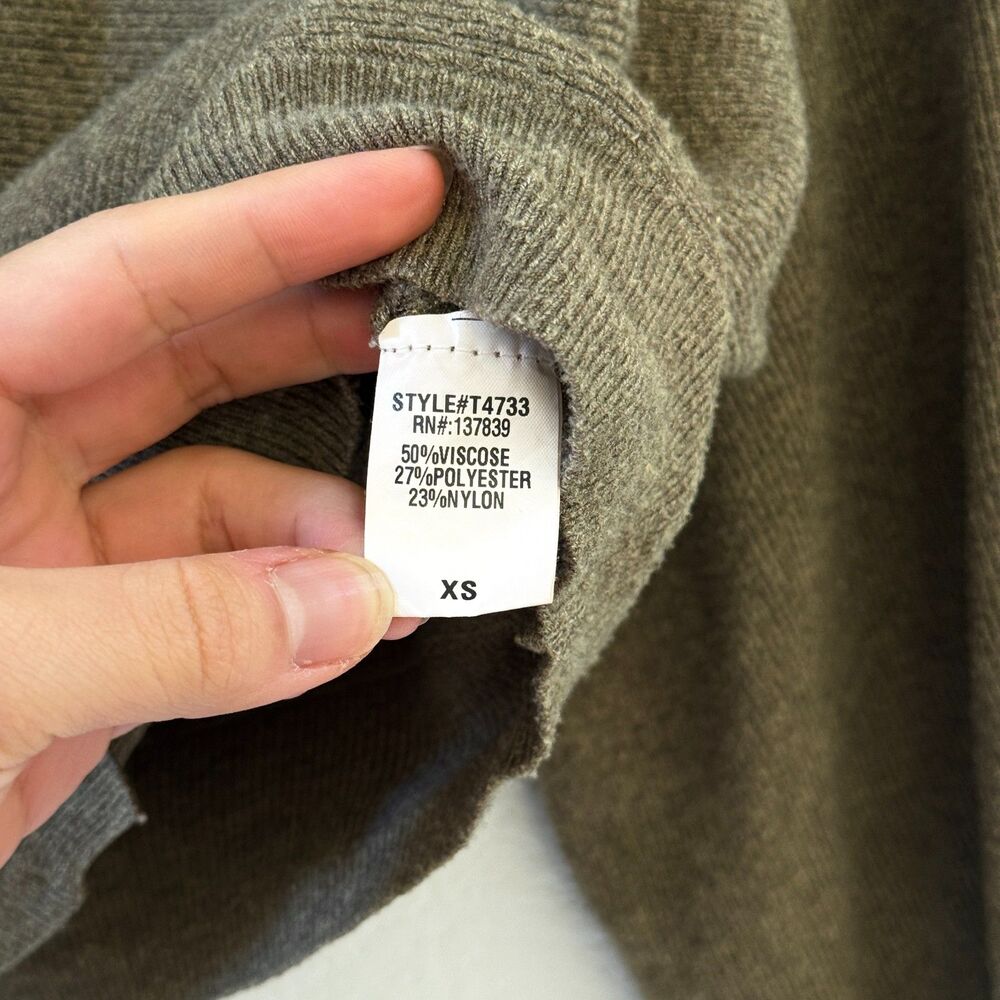 STYLE#T4733
RN#:137839
50%VISCOSE
27%POLYESTER
23%NYLON
XS